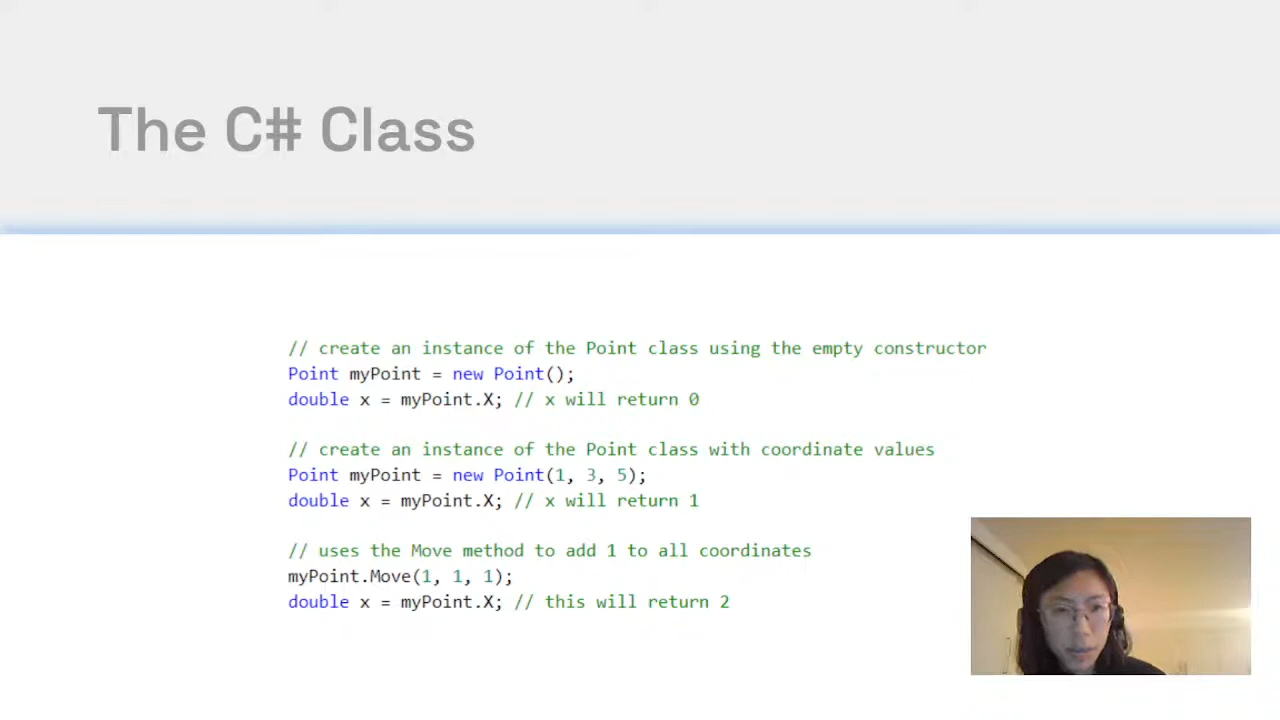 The C# Class
// create an instance of the Point class using the empty constructor
Point myPoint = new Point();
double x = myPoint.X; // x will return 0
// create an instance of the Point class with coordinate values
Point myPoint = new Point(1, 3, 5);
double x = myPoint.X; // x will return 1
// uses the Move method to add 1 to all coordinates
myPoint.Move(1, 1, 1);
double x = myPoint.X; // this will return 2